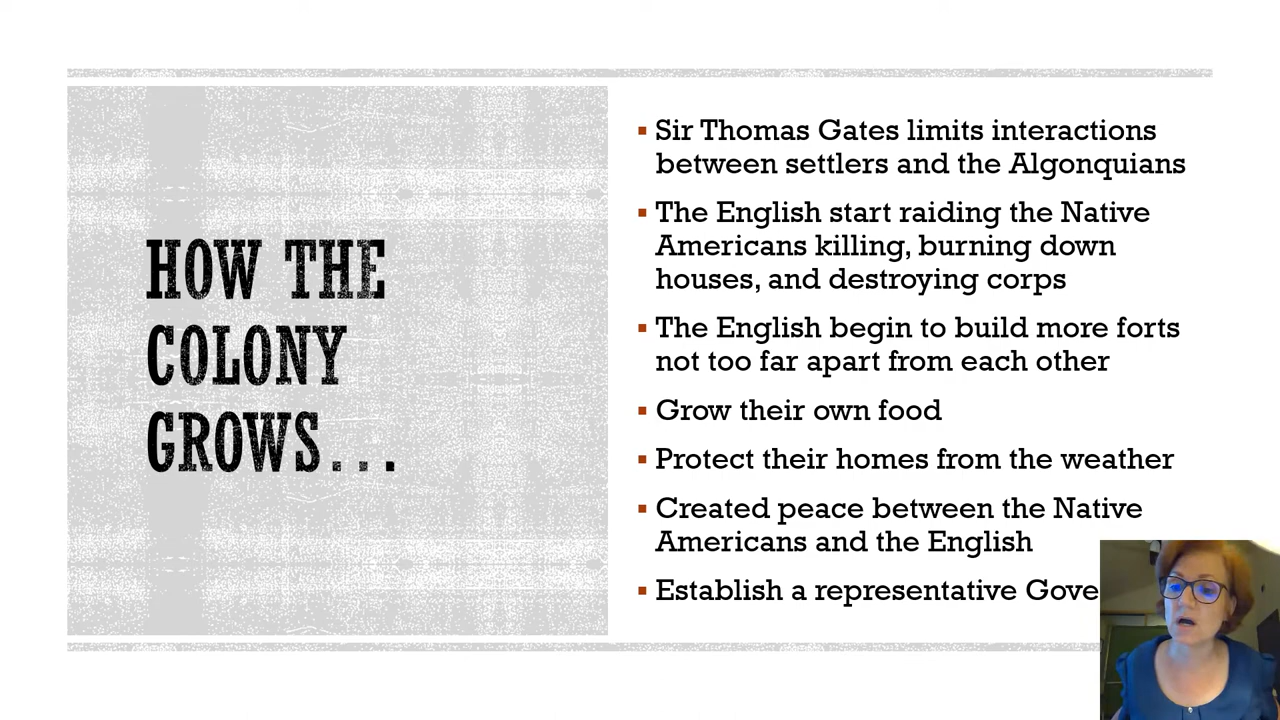 HOW THE
COLONY
GROWS...
Sir Thomas Gates limits interactions
between settlers and the Algonquians
The English start raiding the Native
Americans killing, burning down
houses, and destroying corps
The English begin to build more forts
not too far apart from each other
Grow their own food
Protect their homes from the weather
Created peace between the Native
Americans and the English
Establish a representative